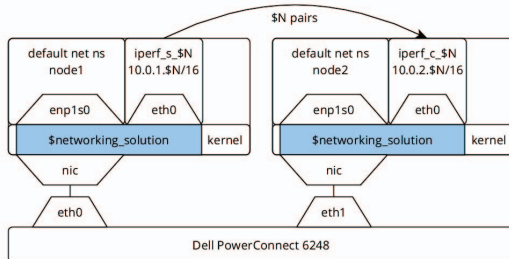 $N pairs
default net ns
node1
iperf_s_$N
10.0.1.$N/16
default net ns
node2
iperf_c_$N
10.0.2.$N/16
enp1s0
eth0
enp1s0
eth0
$networking_solution
kernel
$networking_solution
kernel
nic
nic
eth0
eth1
Dell PowerConnect 6248